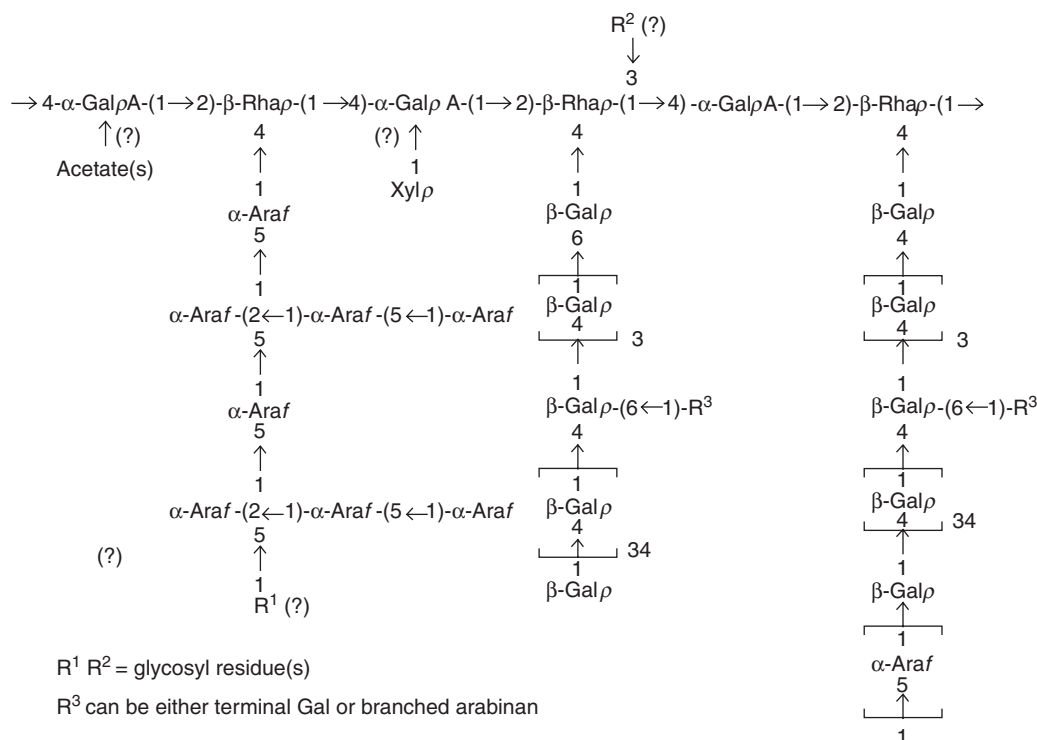 R² (?)
3
→ 4-α-GalρA-(1→2)-β-Rhaρ-(1→4)-α-Galρ A-(1→2)-β-Rhaρ-(1→ 4) -α-GalρA-(1→ 2)-β-Rhaρ-(1→
↑(?) 4 (?) ↑ 4 4
Acetate(s) 1
1 Xylρ 1 1
α-Araf β-Galρ β-Galρ
5 6 4
1 1 1
α-Araf -(2←1)-α-Araf -(5←1)-α-Araf β-Galρ β-Galρ
5 4 3 4 3
1 1 1
α-Araf β-Galρ-(6←1)-R³ β-Galρ-(6←1)-R³
5 4 4
1 1 1
α-Araf -(2←1)-α-Araf -(5←1)-α-Araf β-Galρ β-Galρ
5 4 34 4 34
(?) 1 1 1
R¹ (?) β-Galρ β-Galρ
1
R¹ R² = glycosyl residue(s) α-Araf
5
R³ can be either terminal Gal or branched arabinan
1